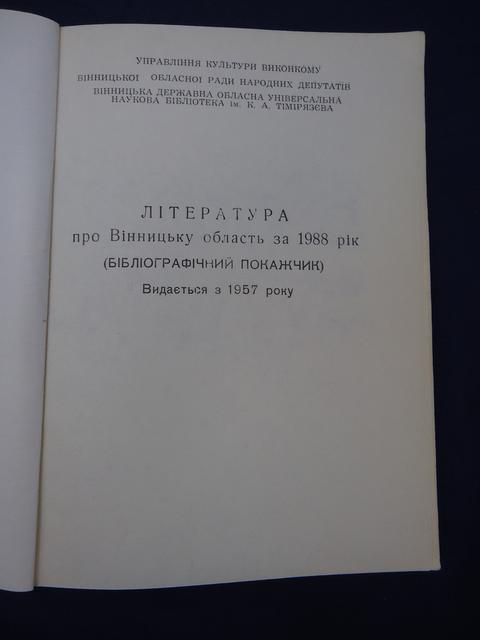 УПРАВЛІННЯ КУЛЬТУРИ ВИКОНКОМУ
ВІННИЦЬКОЇ ОБЛАСНОЇ РАДИ НАРОДНИХ ДЕПУТАТІВ
ВІННИЦЬКА ДЕРЖАВНА ОБЛАСНА УНІВЕРСАЛЬНА
НАУКОВА БІБЛІОТЕКА ім. К. А. ТІМІРЯЗЄВА
ЛІТЕРАТУРА
про Вінницьку область за 1988 рік
(БІБЛІОГРАФІЧНИЙ ПОКАЖЧИК)
Видається з 1957 року